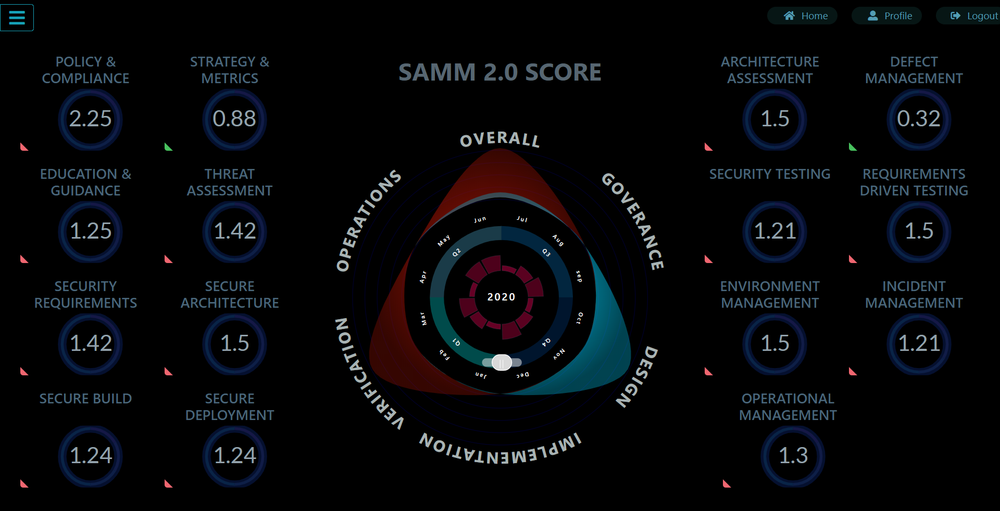 Home
Profile
Logout
POLICY &
COMPLIANCE
2.25
STRATEGY &
METRICS
0.88
EDUCATION &
GUIDANCE
1.25
THREAT
ASSESSMENT
1.42
SECURITY
REQUIREMENTS
1.42
SECURE
ARCHITECTURE
1.5
SECURE BUILD
1.24
SECURE
DEPLOYMENT
1.24
SAMM 2.0 SCORE
OVERALL
GOVERANCE
DESIGN
IMPLEMENTATION
VERIFICATION
OPERATIONS
Jan
Feb
Mar
Apr
May
Jun
Jul
Aug
sep
Oct
Nov
Dec
Q1
Q2
Q3
Q4
2020
ARCHITECTURE
ASSESSMENT
1.5
DEFECT
MANAGEMENT
0.32
SECURITY TESTING
1.21
REQUIREMENTS
DRIVEN TESTING
1.5
ENVIRONMENT
MANAGEMENT
1.5
INCIDENT
MANAGEMENT
1.21
OPERATIONAL
MANAGEMENT
1.3